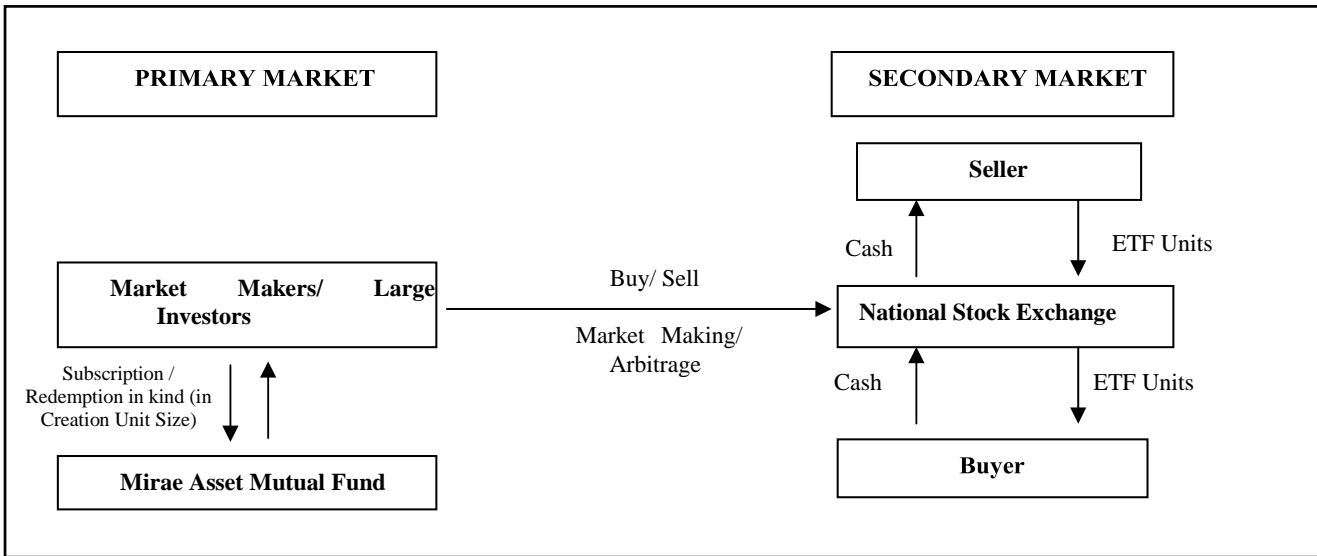 PRIMARY MARKET
SECONDARY MARKET
Seller
Cash
ETF Units
Market Makers/ Large
Investors
Buy/ Sell
Market Making/
Arbitrage
National Stock Exchange
Subscription /
Redemption in kind (in
Creation Unit Size)
Cash
ETF Units
Mirae Asset Mutual Fund
Buyer